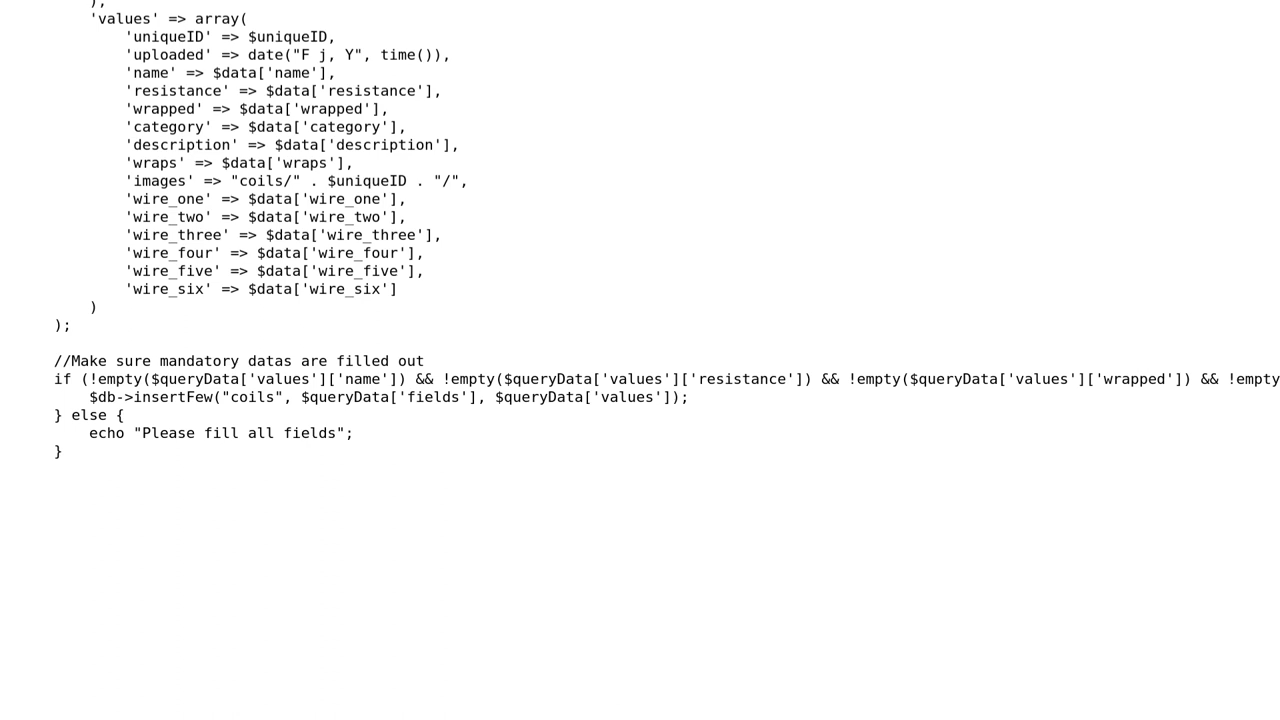 ),
'values' => array(
'uniqueID' => $uniqueID,
'uploaded' => date("F j, Y", time()),
'name' => $data['name'],
'resistance' => $data['resistance'],
'wrapped' => $data['wrapped'],
'category' => $data['category'],
'description' => $data['description'],
'wraps' => $data['wraps'],
'images' => "coils/" . $uniqueID . "/",
'wire_one' => $data['wire_one'],
'wire_two' => $data['wire_two'],
'wire_three' => $data['wire_three'],
'wire_four' => $data['wire_four'],
'wire_five' => $data['wire_five'],
'wire_six' => $data['wire_six']
)
);
//Make sure mandatory datas are filled out
if (!empty($queryData['values']['name']) && !empty($queryData['values']['resistance']) && !empty($queryData['values']['wrapped']) && !empty
$db->insertFew("coils", $queryData['fields'], $queryData['values']);
} else {
echo "Please fill all fields";
}